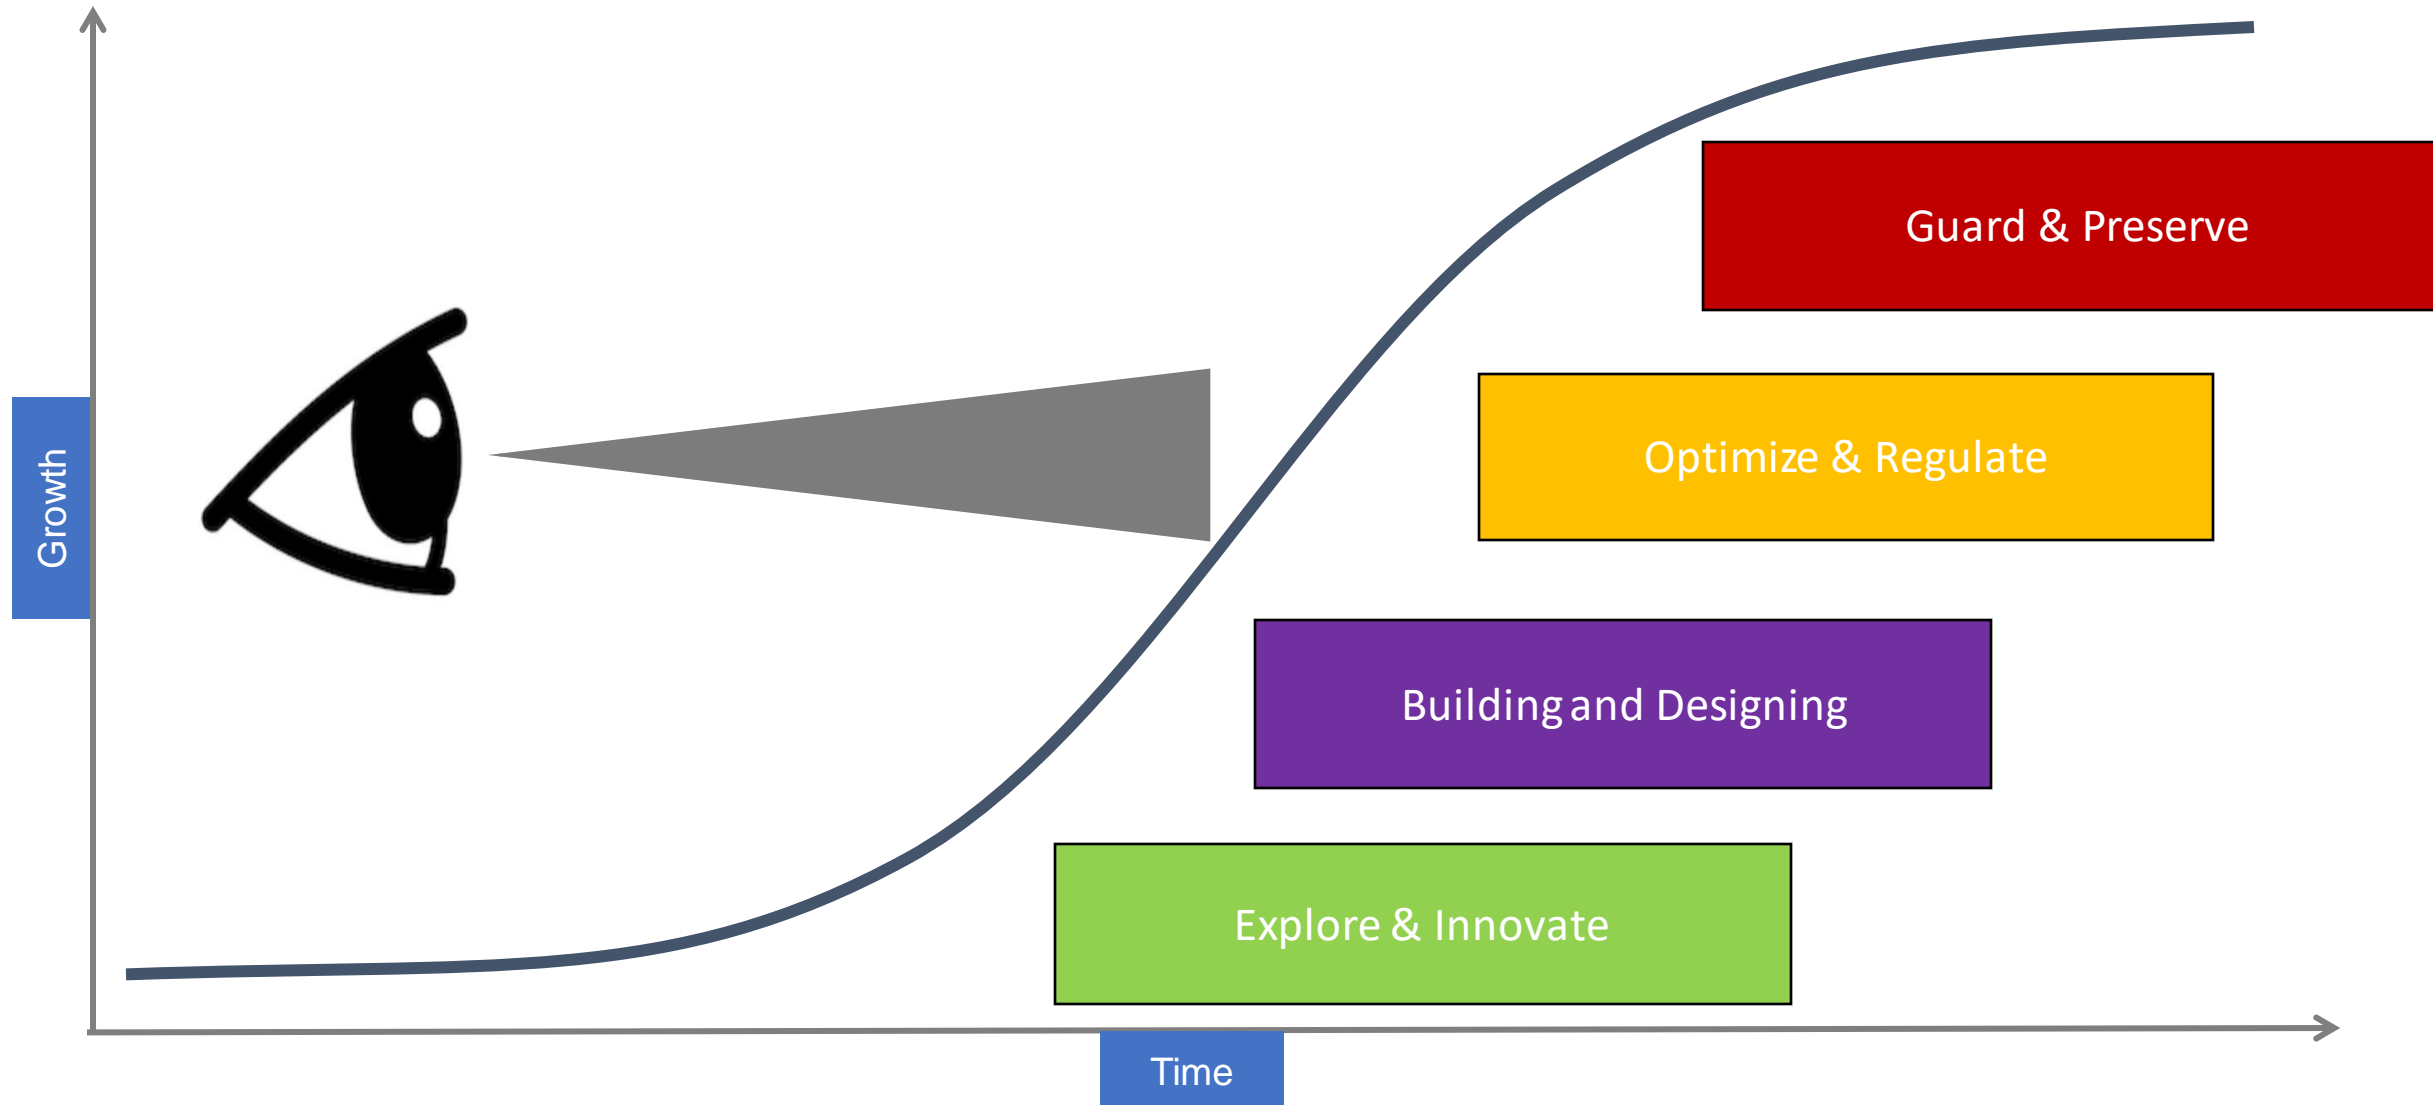 Guard & Preserve
Optimize & Regulate
Growth
Building and Designing
Explore & Innovate
Time